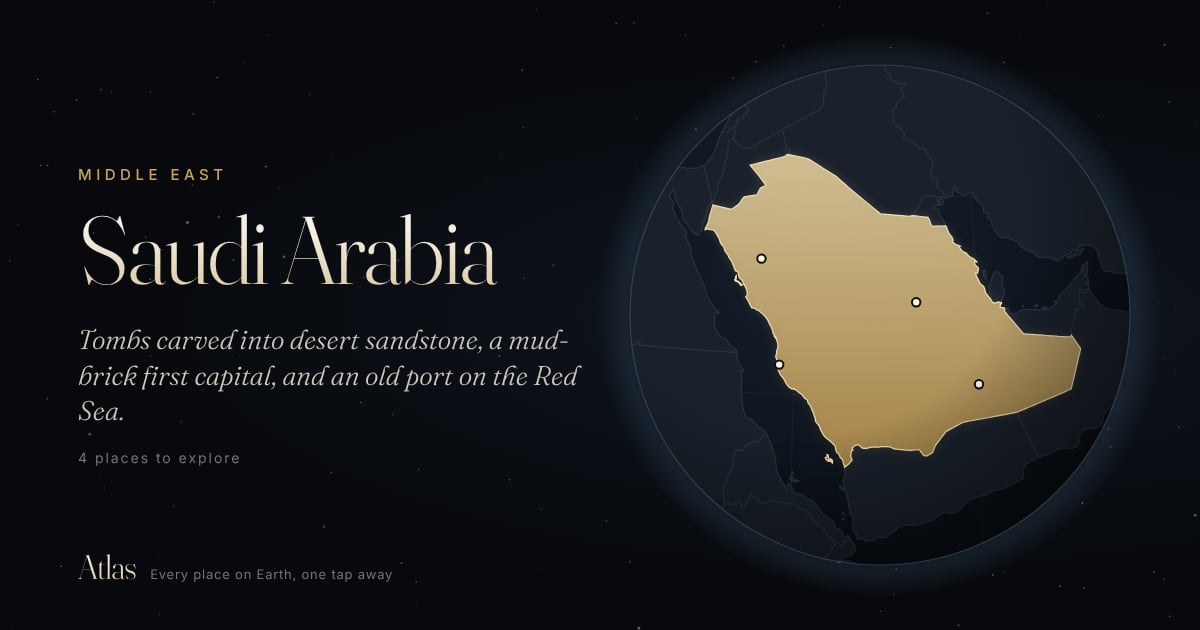 MIDDLE EAST
Saudi Arabia
Tombs carved into desert sandstone, a mud-
brick first capital, and an old port on the Red
Sea.
4 places to explore
Atlas Every place on Earth, one tap away